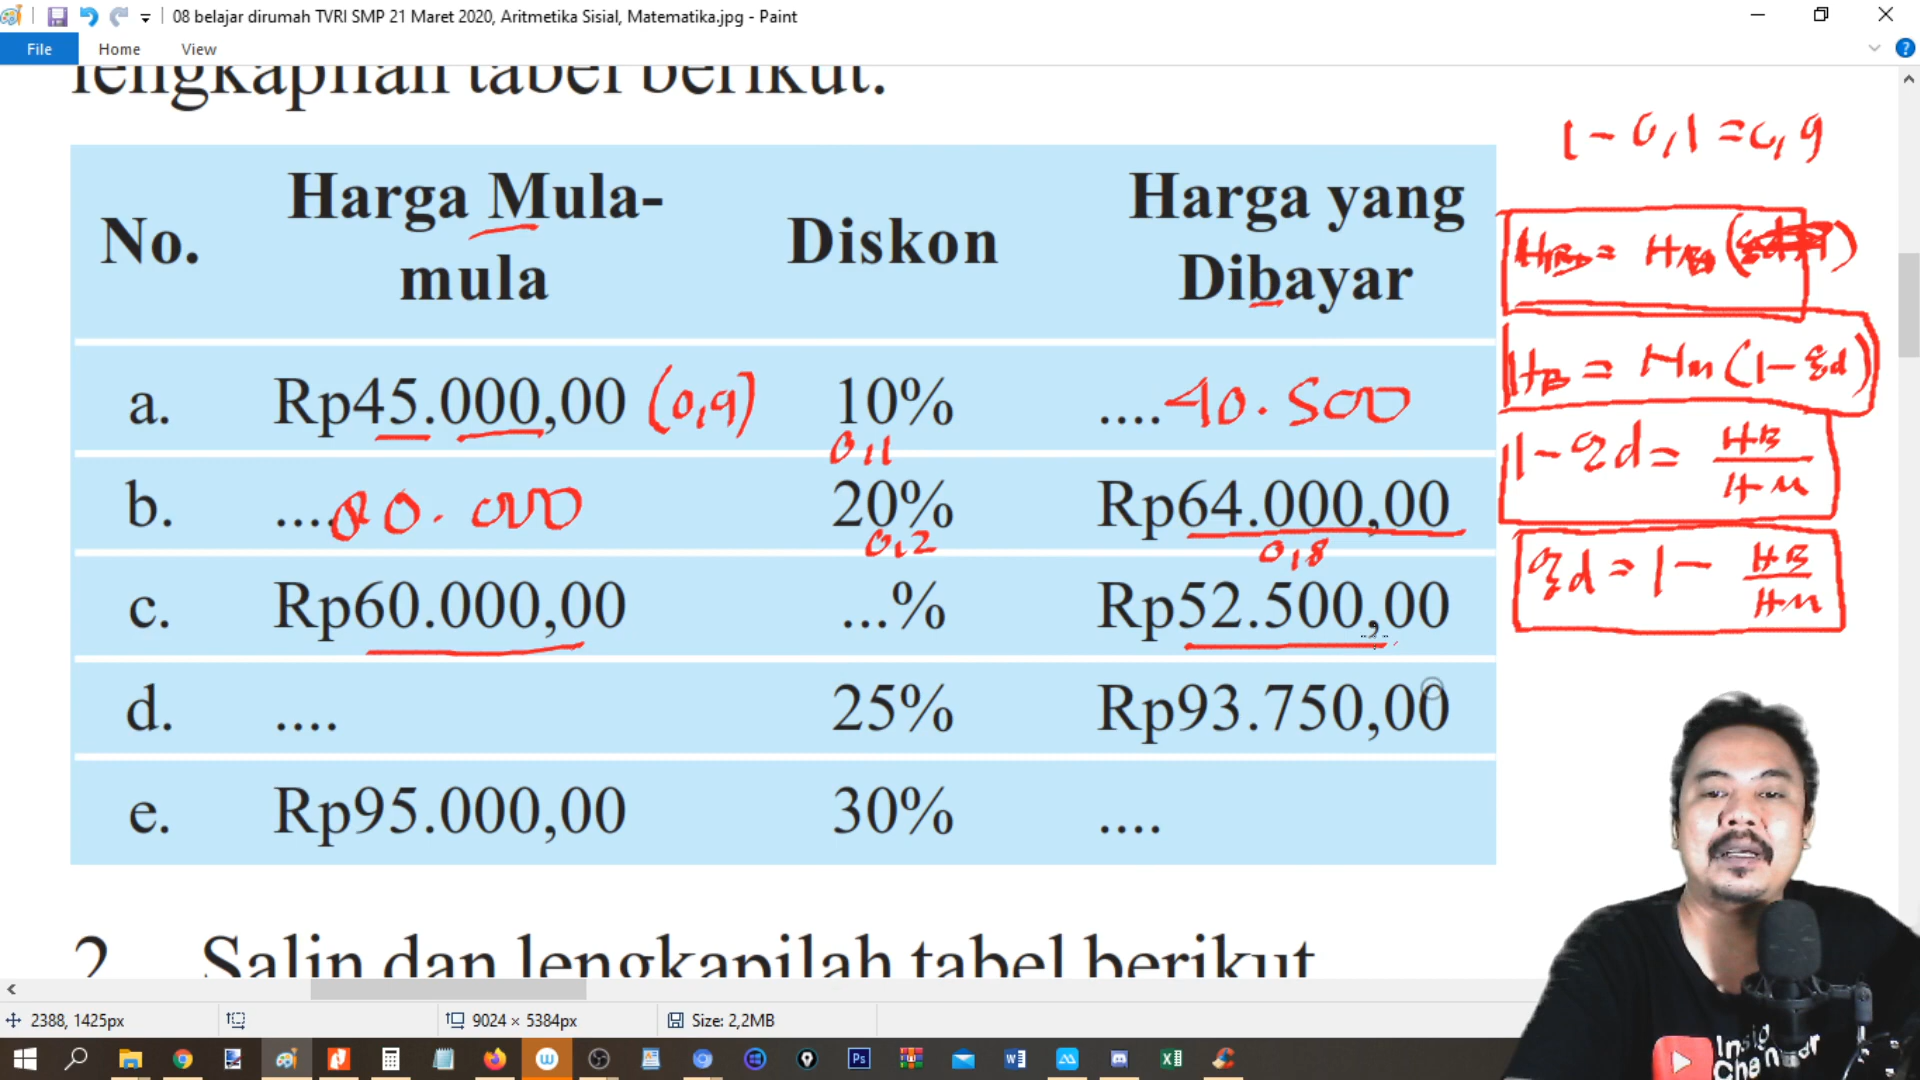 08 belajar dirumah TVRI SMP 21 Maret 2020, Aritmetika Sisial, Matematika.jpg - Paint
File Home View
lengkapilah tabel berikut.
1 - 0,1 = 0,9
No. Harga Mula-mula Diskon Harga yang Dibayar
HB = HM (1 - %d)
a. Rp45.000,00 (0,9) 10% .... 40.500
0,1
1 - %d = HB / HM
b. .... 80.000 20% Rp64.000,00
0,2 0,8
%d = 1 - HB / HM
c. Rp60.000,00 ...% Rp52.500,00
d. .... 25% Rp93.750,00
e. Rp95.000,00 30% ....
2. Salin dan lengkapilah tabel berikut
2388, 1425px 9024 × 5384px Size: 2,2MB